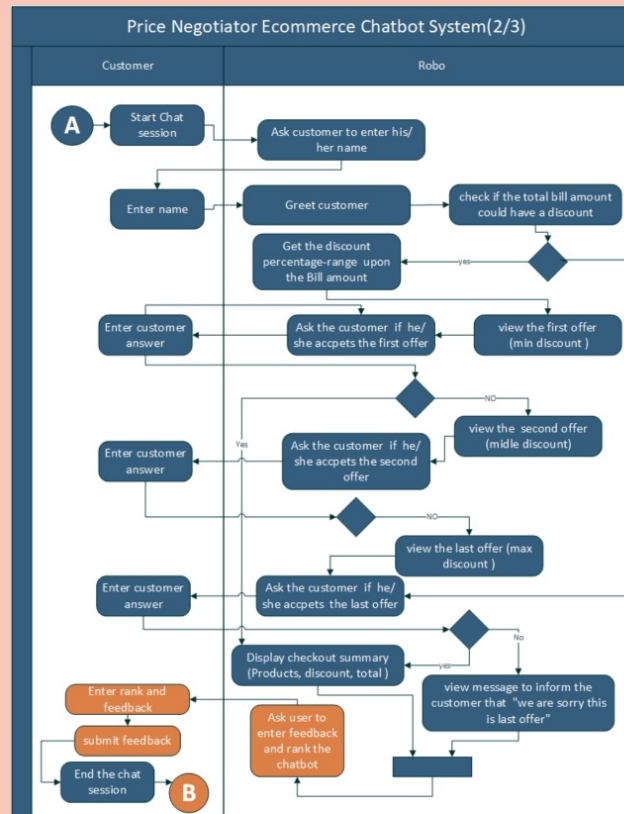 Price Negotiator Ecommerce Chatbot System(2/3)
Customer
Robo
A
Start Chat
session
Ask customer to enter his/
her name
Enter name
Greet customer
check if the total bill amount
could have a discount
yes
Get the discount
percentage-range upon
the Bill amount
Enter customer
answer
Ask the customer if he/
she accpets the first offer
view the first offer
(min discount )
NO
Yes
view the second offer
(midle discount)
Enter customer
answer
Ask the customer if he/
she accpets the second
offer
NO
view the last offer (max
discount )
Enter customer
answer
Ask the customer if he/
she accpets the last offer
No
yes
Display checkout summary
(Products, discount, total )
view message to inform the
customer that "we are sorry this
is last offer"
Enter rank and
feedback
Ask user to
enter feedback
and rank the
chatbot
submit feedback
End the chat
session
B